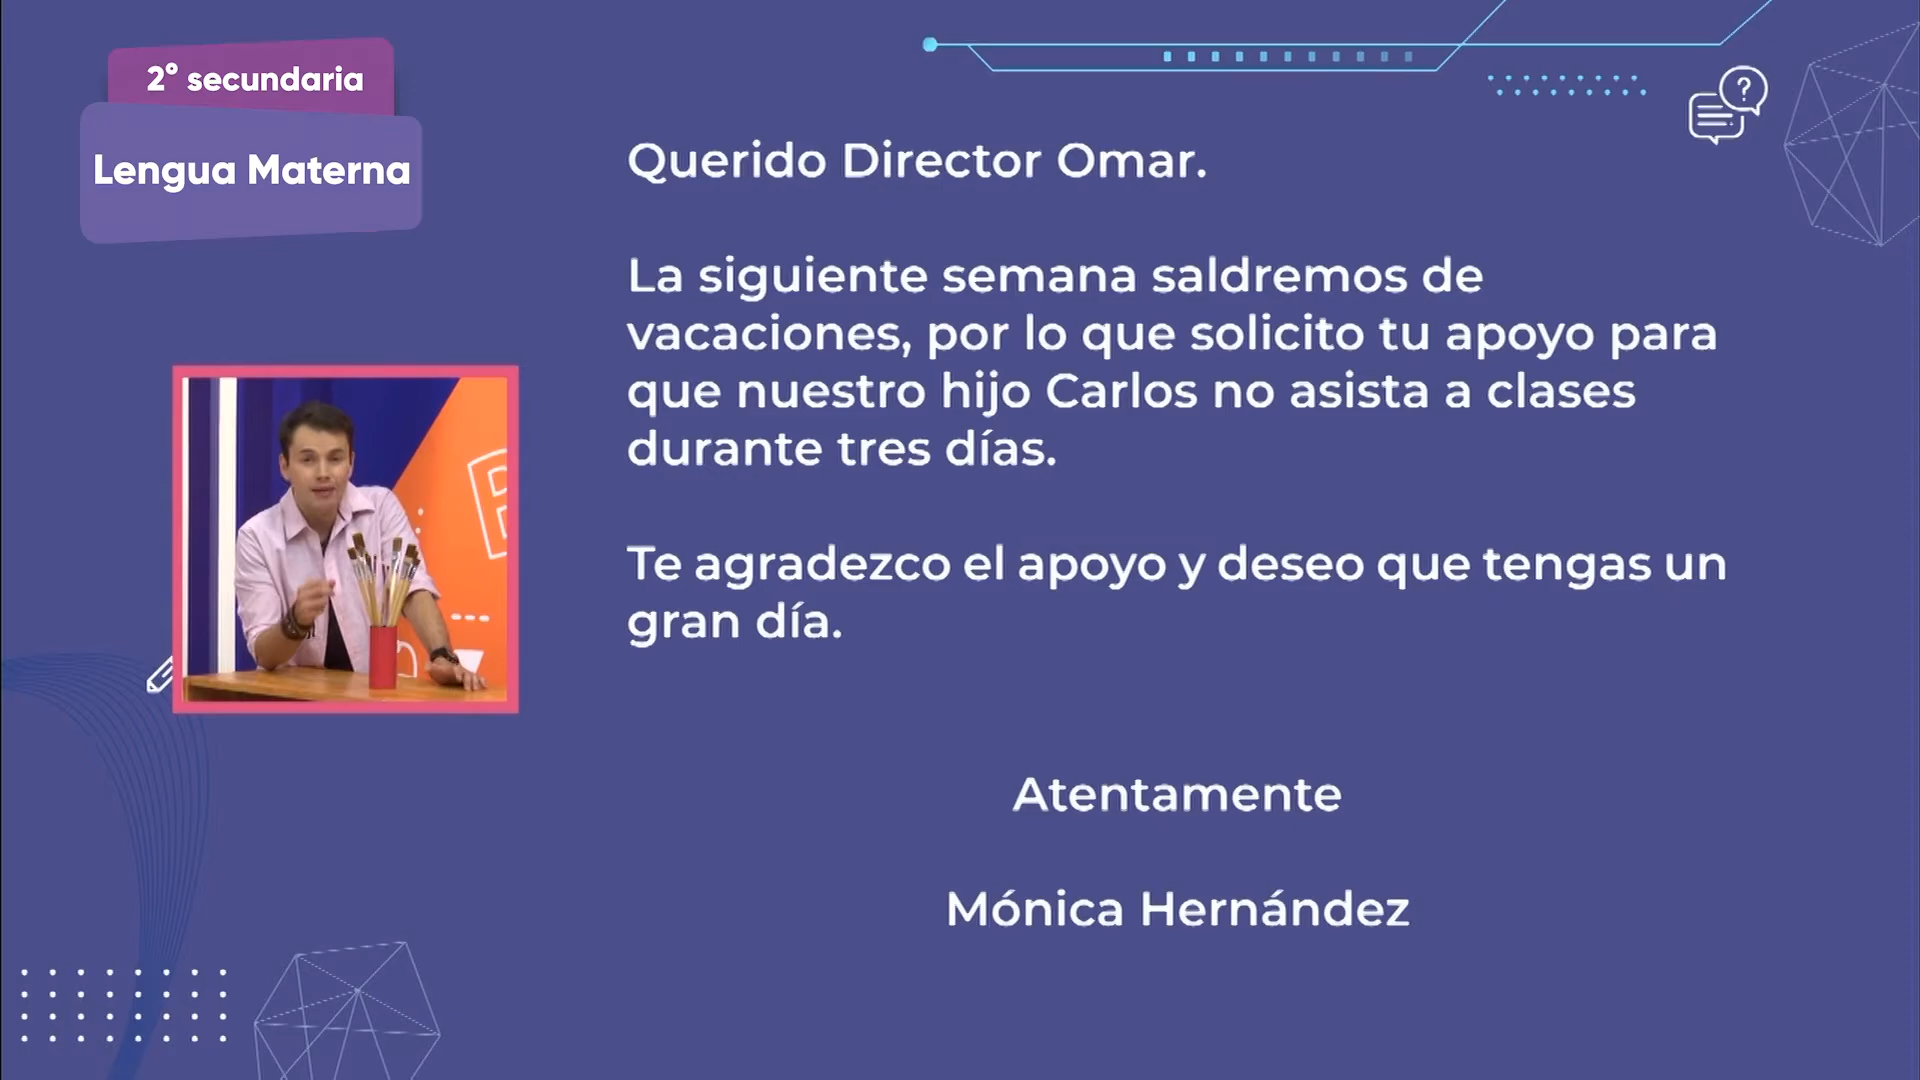 2° secundaria
Lengua Materna
?
Querido Director Omar.
La siguiente semana saldremos de
vacaciones, por lo que solicito tu apoyo para
que nuestro hijo Carlos no asista a clases
durante tres días.
Te agradezco el apoyo y deseo que tengas un
gran día.
Atentamente
Mónica Hernández